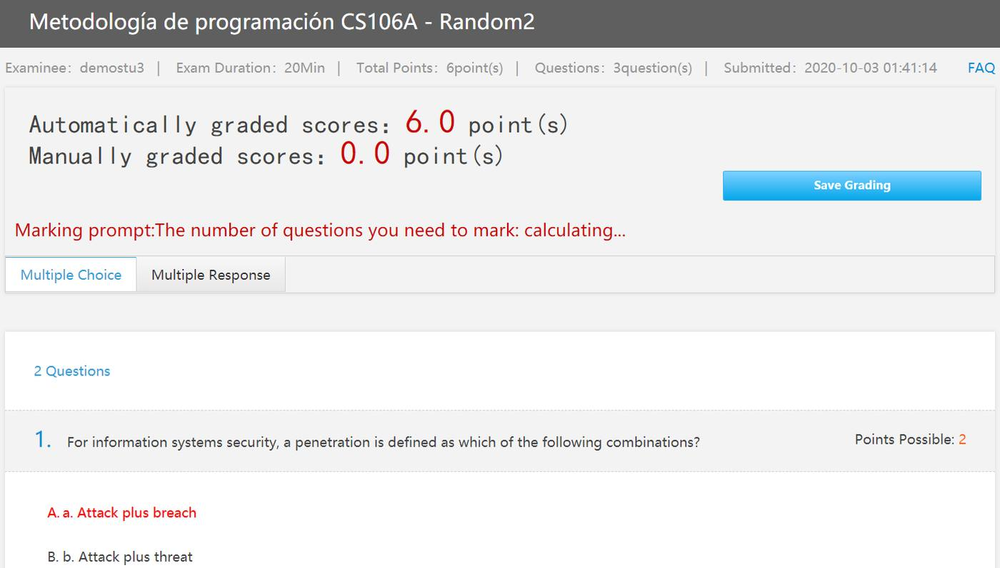 Metodología de programación CS106A - Random2
Examinee：demostu3 | Exam Duration：20Min | Total Points：6point(s) | Questions：3question(s) | Submitted：2020-10-03 01:41:14 FAQ
Automatically graded scores：6.0 point(s)
Manually graded scores：0.0 point(s)
Save Grading
Marking prompt:The number of questions you need to mark: calculating...
Multiple Choice Multiple Response
2 Questions
1. For information systems security, a penetration is defined as which of the following combinations? Points Possible: 2
A. a. Attack plus breach
B. b. Attack plus threat